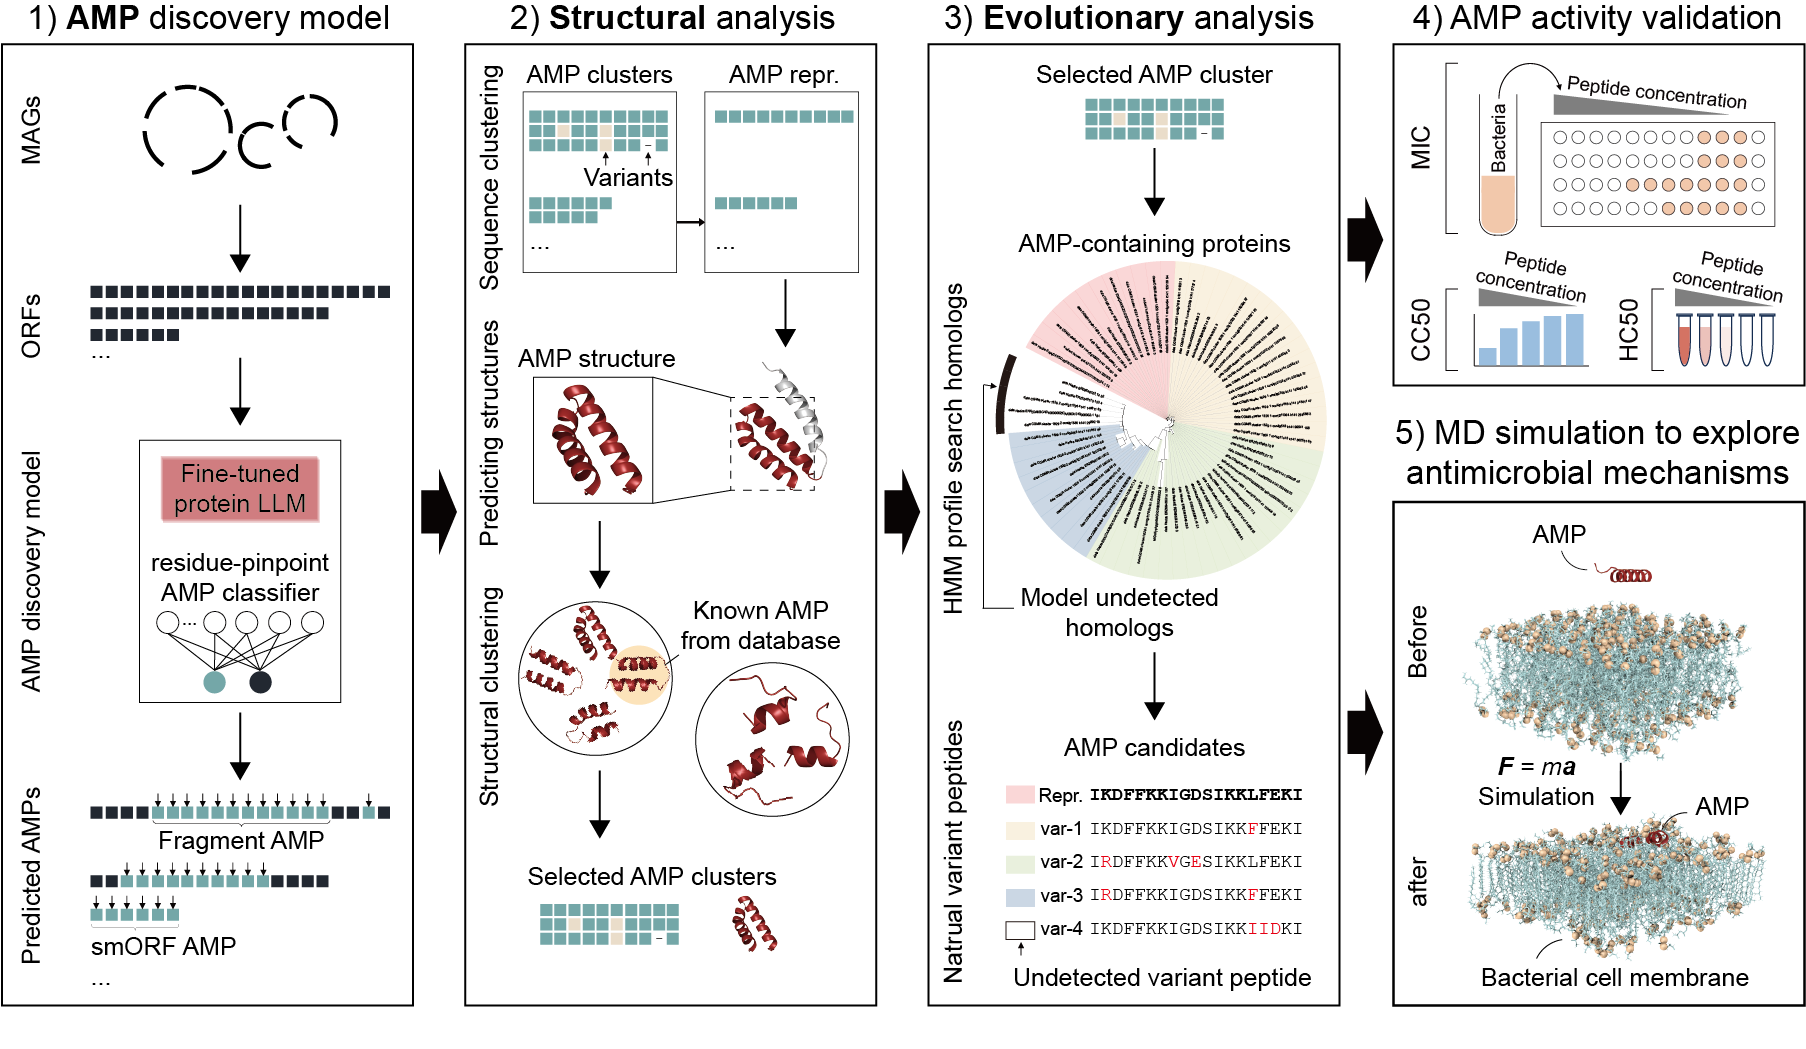 1) AMP discovery model
MAGs
ORFs
...
AMP discovery model
Fine-tuned
protein LLM
residue-pinpoint
AMP classifier
...
Predicted AMPs
Fragment AMP
smORF AMP
...
2) Structural analysis
Sequence clustering
AMP clusters
AMP repr.
–
Variants
...
...
Predicting structures
AMP structure
Structural clustering
Known AMP
from database
Selected AMP clusters
–
3) Evolutionary analysis
Selected AMP cluster
–
HMM profile search homologs
AMP-containing proteins
Model undetected
homologs
Natrual variant peptides
AMP candidates
Repr. IKDFFKKIGDSIKKLFEKI
var-1 IKDFFKKIGDSIKKFFEKI
var-2 IRDFFKKVGESIKKLFEKI
var-3 IRDFFKKIGDSIKKFFEKI
var-4 IKDFFKKIGDSIKKIIDKI
Undetected variant peptide
4) AMP activity validation
MIC
Bacteria
Peptide concentration
CC50
Peptide
concentration
HC50
Peptide
concentration
5) MD simulation to explore
antimicrobial mechanisms
AMP
Before
F = ma
Simulation
AMP
after
Bacterial cell membrane